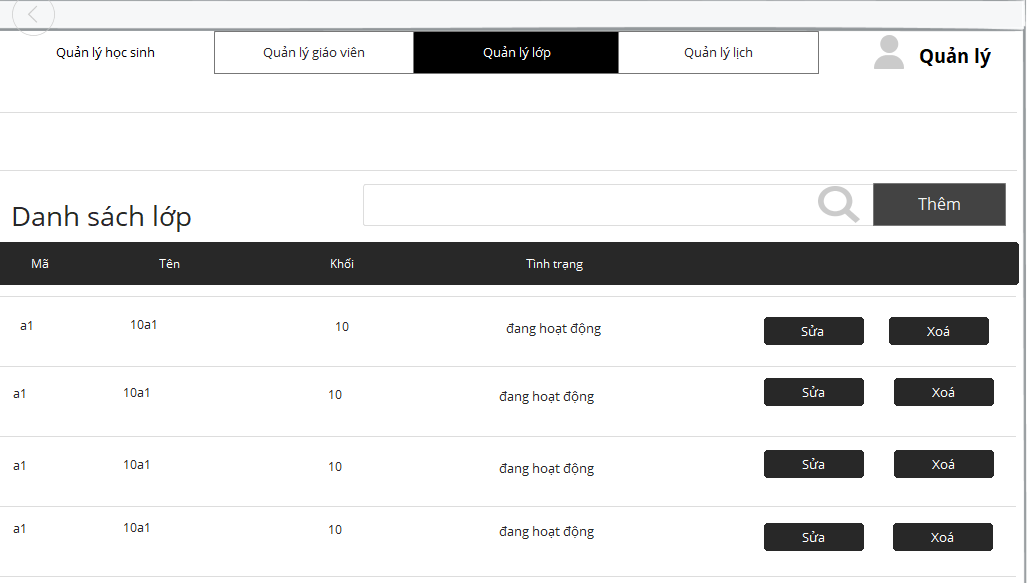 Quản lý học sinh Quản lý giáo viên Quản lý lớp Quản lý lịch Quản lý
Danh sách lớp Thêm
Mã Tên Khối Tình trạng
a1 10a1 10 đang hoạt động Sửa Xoá
a1 10a1 10 đang hoạt động Sửa Xoá
a1 10a1 10 đang hoạt động Sửa Xoá
a1 10a1 10 đang hoạt động Sửa Xoá